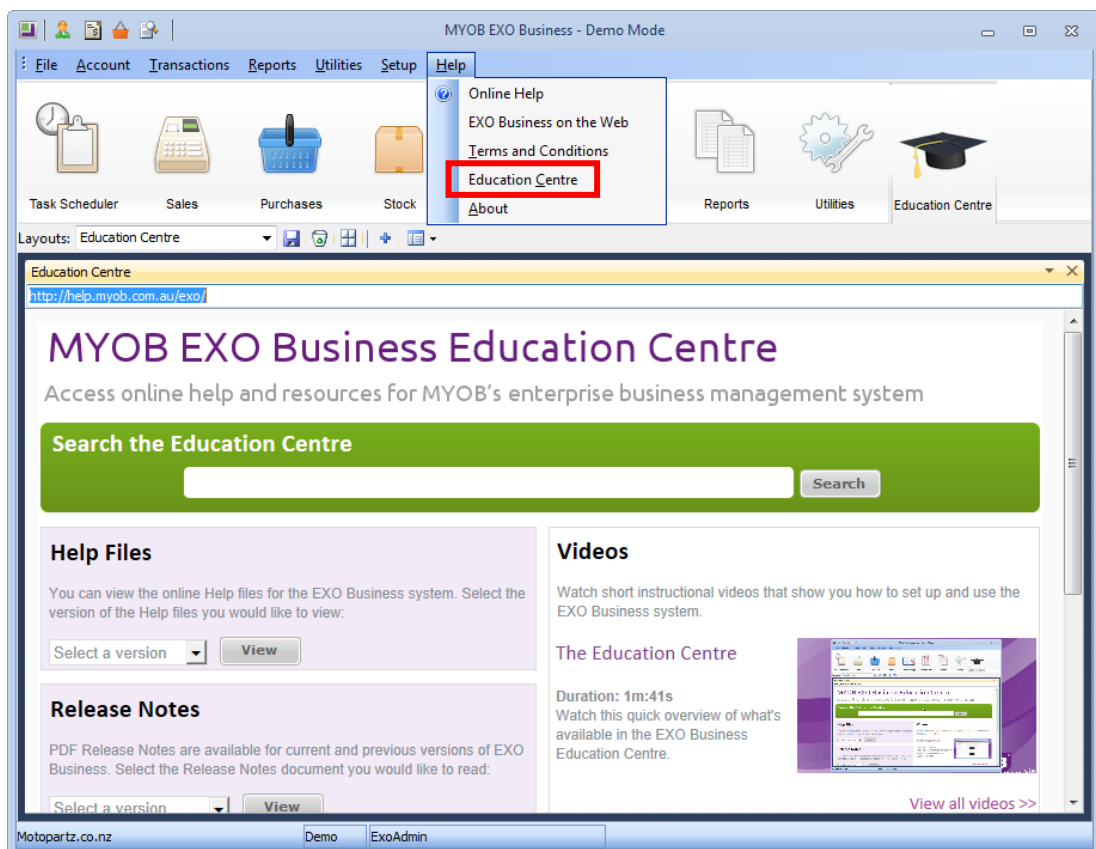 MYOB EXO Business - Demo Mode
File Account Transactions Reports Utilities Setup Help
Online Help
EXO Business on the Web
Terms and Conditions
Education Centre
About
Task Scheduler Sales Purchases Stock Reports Utilities Education Centre
Layouts: Education Centre
Education Centre
http://help.myob.com.au/exo/
MYOB EXO Business Education Centre
Access online help and resources for MYOB's enterprise business management system
Search the Education Centre
Search
Help Files
You can view the online Help files for the EXO Business system. Select the
version of the Help files you would like to view:
Select a version View
Release Notes
PDF Release Notes are available for current and previous versions of EXO
Business. Select the Release Notes document you would like to read:
Select a version View
Videos
Watch short instructional videos that show you how to set up and use the
EXO Business system.
The Education Centre
Duration: 1m:41s
Watch this quick overview of what's
available in the EXO Business
Education Centre.
View all videos >>
Motopartz.co.nz Demo ExoAdmin